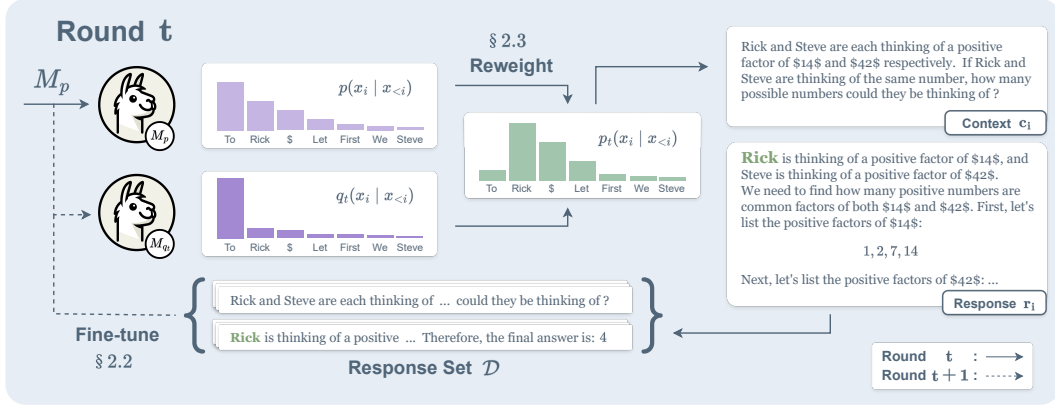 Round t
M_p
M_p
p(x_i | x_{<i})
To Rick $ Let First We Steve
M_{q_t}
q_t(x_i | x_{<i})
To Rick $ Let First We Steve
§ 2.3
Reweight
p_t(x_i | x_{<i})
To Rick $ Let First We Steve
Rick and Steve are each thinking of a positive
factor of $14$ and $42$ respectively. If Rick and
Steve are thinking of the same number, how many
possible numbers could they be thinking of ?
Context c_i
Rick is thinking of a positive factor of $14$, and
Steve is thinking of a positive factor of $42$.
We need to find how many positive numbers are
common factors of both $14$ and $42$. First, let's
list the positive factors of $14$:
1, 2, 7, 14
Next, let's list the positive factors of $42$: ...
Response r_i
Fine-tune
§ 2.2
Rick and Steve are each thinking of ... could they be thinking of ?
Rick is thinking of a positive ... Therefore, the final answer is: 4
Response Set 𝒟
Round t :
Round t + 1 :